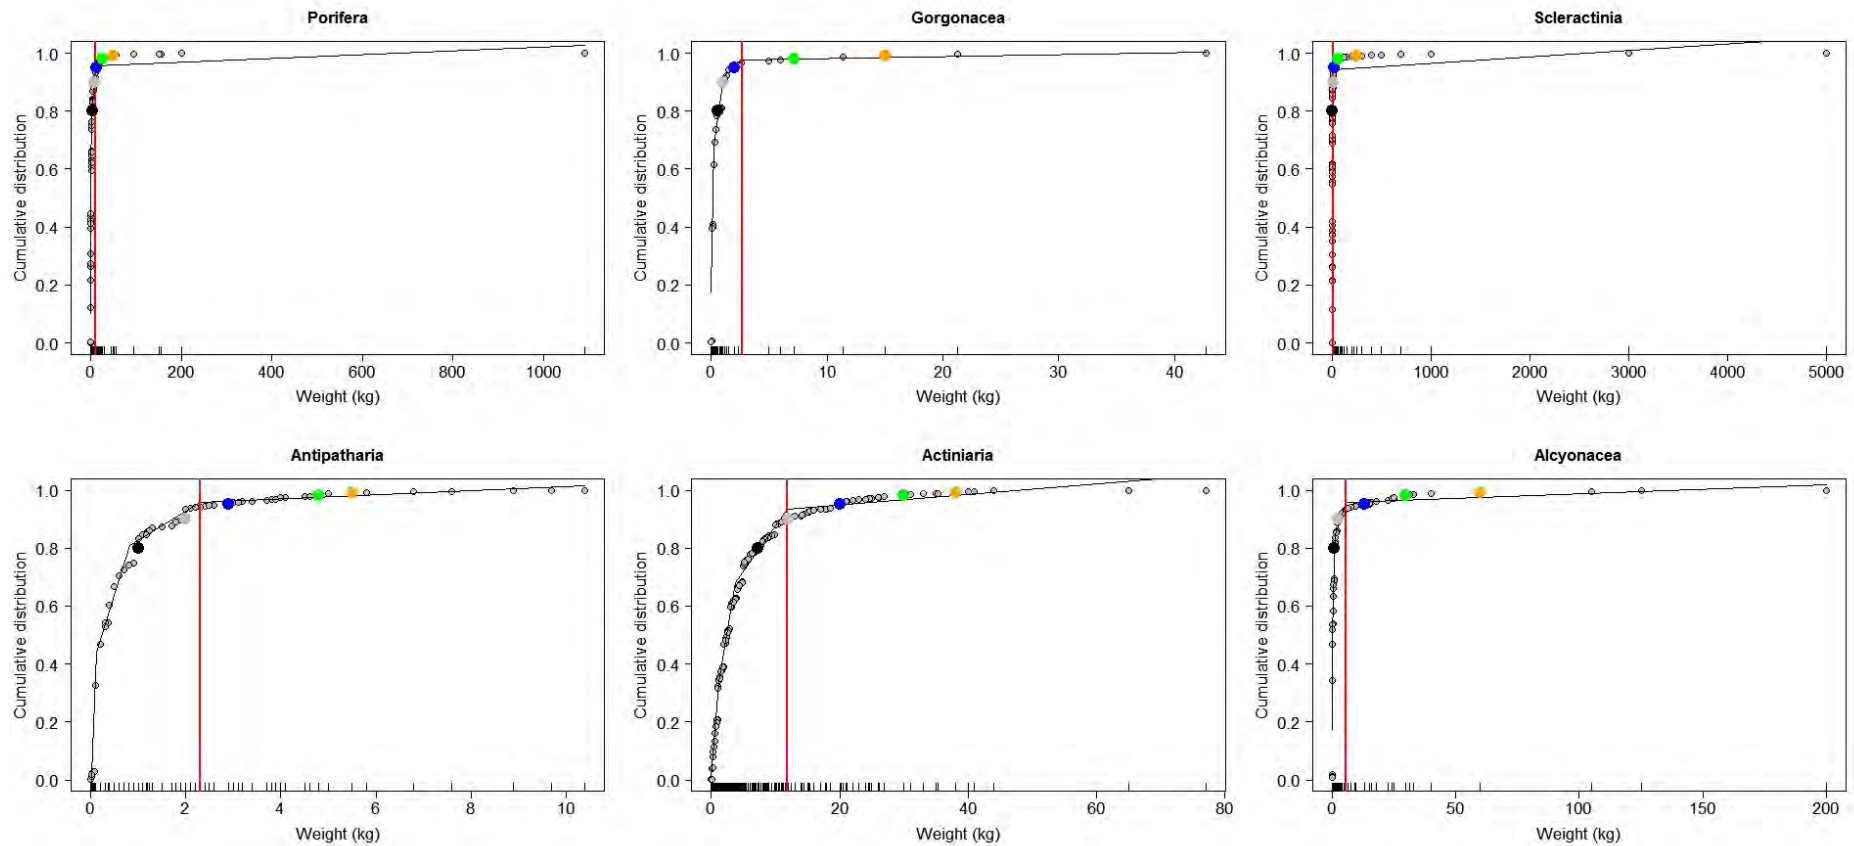 Porifera
Cumulative distribution
1.0
0.8
0.6
0.4
0.2
0.0
0 200 400 600 800 1000
Weight (kg)
Gorgonacea
Cumulative distribution
1.0
0.8
0.6
0.4
0.2
0.0
0 10 20 30 40
Weight (kg)
Scleractinia
Cumulative distribution
1.0
0.8
0.6
0.4
0.2
0.0
0 1000 2000 3000 4000 5000
Weight (kg)
Antipatharia
Cumulative distribution
1.0
0.8
0.6
0.4
0.2
0.0
0 2 4 6 8 10
Weight (kg)
Actiniaria
Cumulative distribution
1.0
0.8
0.6
0.4
0.2
0.0
0 20 40 60 80
Weight (kg)
Alcyonacea
Cumulative distribution
1.0
0.8
0.6
0.4
0.2
0.0
0 50 100 150 200
Weight (kg)